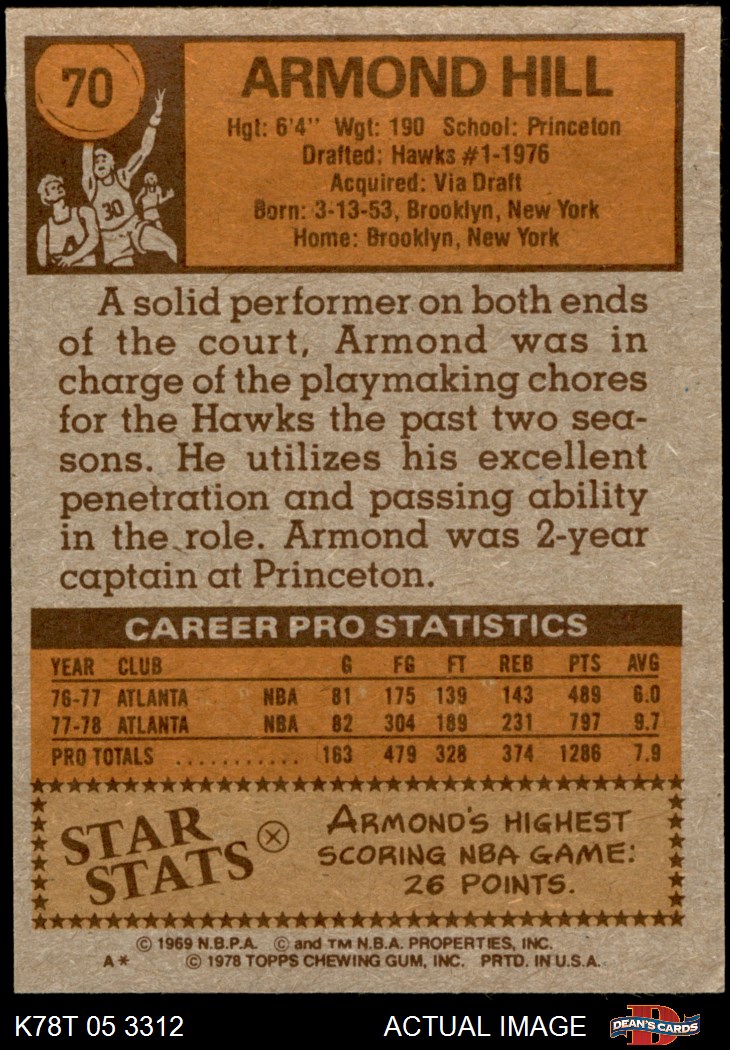 70
30
ARMOND HILL
Hgt: 6'4" Wgt: 190 School: Princeton
Drafted: Hawks #1-1976
Acquired: Via Draft
Born: 3-13-53, Brooklyn, New York
Home: Brooklyn, New York
A solid performer on both ends
of the court, Armond was in
charge of the playmaking chores
for the Hawks the past two sea-
sons. He utilizes his excellent
penetration and passing ability
in the role. Armond was 2-year
captain at Princeton.
CAREER PRO STATISTICS
YEAR CLUB G FG FT REB PTS AVG
76-77 ATLANTA NBA 81 175 139 143 489 6.0
77-78 ATLANTA NBA 82 304 189 231 797 9.7
PRO TOTALS ........... 163 479 328 374 1286 7.9
STAR
STATS
ARMOND'S HIGHEST
SCORING NBA GAME:
26 POINTS.
© 1969 N.B.P.A. © and TM N.B.A. PROPERTIES, INC.
A* © 1978 TOPPS CHEWING GUM, INC. PRTD. IN U.S.A.
K78T 05 3312 ACTUAL IMAGE DEAN'S CARDS